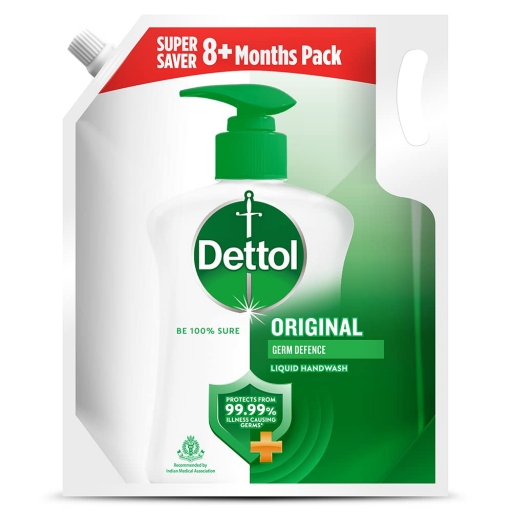 SUPER
SAVER 8+ Months Pack
Dettol
BE 100% SURE
ORIGINAL
GERM DEFENCE
LIQUID HANDWASH
PROTECTS FROM
99.99%
ILLNESS CAUSING
GERMS*
Recommended by
Indian Medical Association